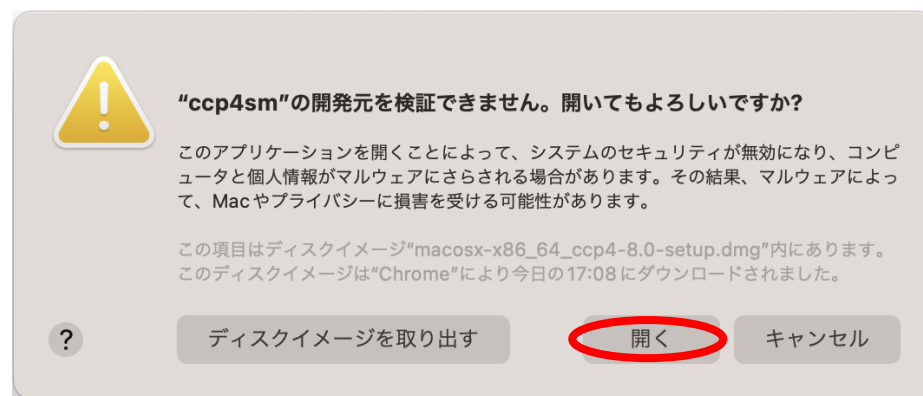 “ccp4sm”の開発元を検証できません。開いてもよろしいですか?
このアプリケーションを開くことによって、システムのセキュリティが無効になり、コンピ
ュータと個人情報がマルウェアにさらされる場合があります。その結果、マルウェアによっ
て、Macやプライバシーに損害を受ける可能性があります。
この項目はディスクイメージ“macosx-x86_64_ccp4-8.0-setup.dmg”内にあります。
このディスクイメージは“Chrome”により今日の17:08にダウンロードされました。
? ディスクイメージを取り出す 開く キャンセル